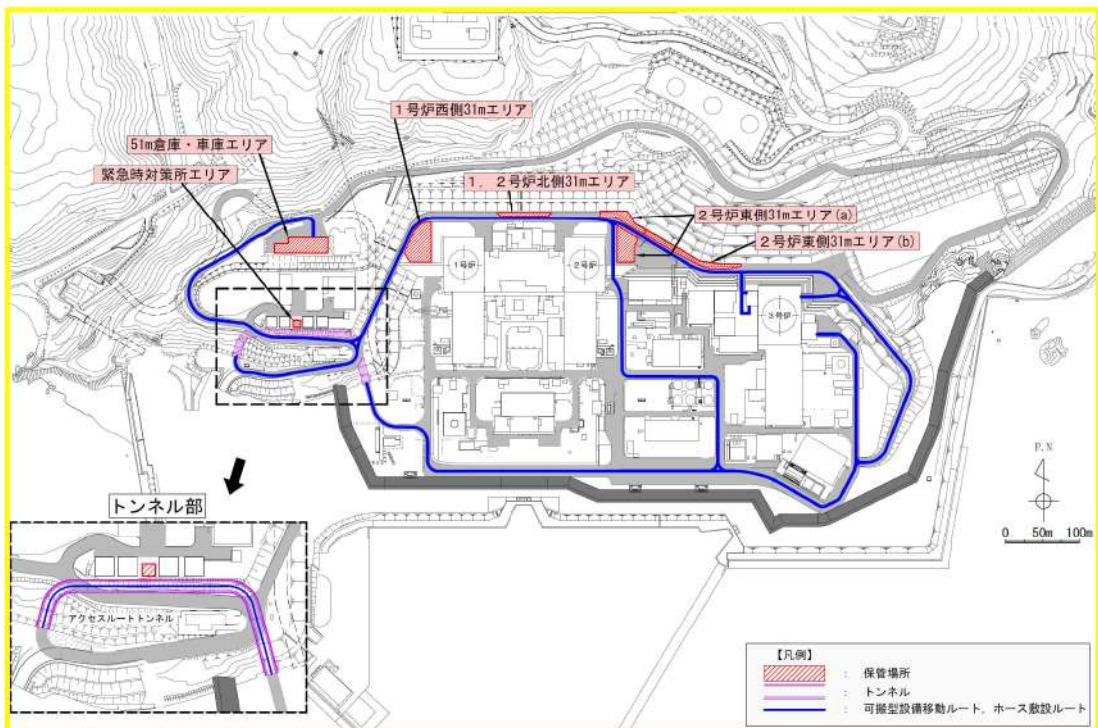 1号炉西側31mエリア
51m倉庫・車庫エリア
緊急時対策所エリア
1，2号炉北側31mエリア
2号炉東側31mエリア(a)
2号炉東側31mエリア(b)
1号炉
2号炉
3号炉
P.N
0 50m 100m
トンネル部
アクセスルートトンネル
【凡例】
： 保管場所
： トンネル
： 可搬型設備移動ルート，ホース敷設ルート